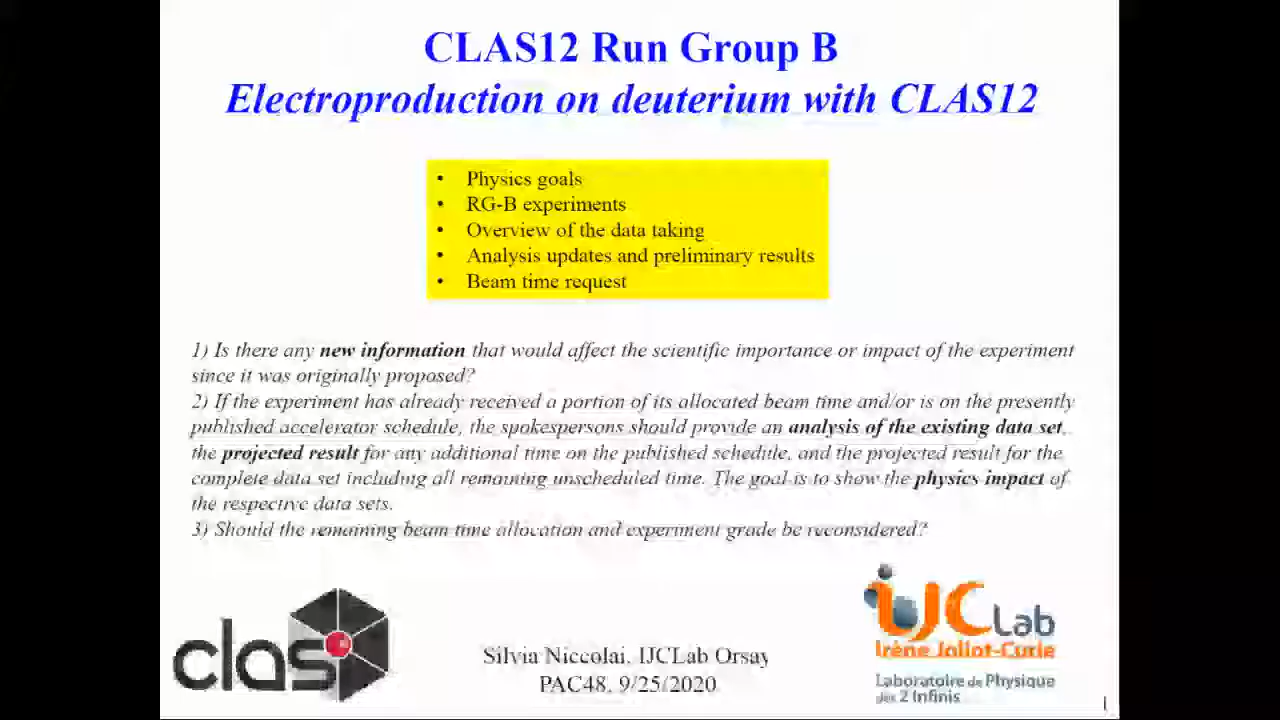 CLAS12 Run Group B
Electroproduction on deuterium with CLAS12
• Physics goals
• RG-B experiments
• Overview of the data taking
• Analysis updates and preliminary results
• Beam time request
1) Is there any new information that would affect the scientific importance or impact of the experiment
since it was originally proposed?
2) If the experiment has already received a portion of its allocated beam time and/or is on the presently
published accelerator schedule, the spokespersons should provide an analysis of the existing data set,
the projected result for any additional time on the published schedule, and the projected result for the
complete data set including all remaining unscheduled time. The goal is to show the physics impact of
the respective data sets.
3) Should the remaining beam time allocation and experiment grade be reconsidered?
clas
IJCLab
Irène Joliot-Curie
Laboratoire de Physique
des 2 Infinis
Silvia Niccolai, IJCLab Orsay
PAC48, 9/25/2020
1